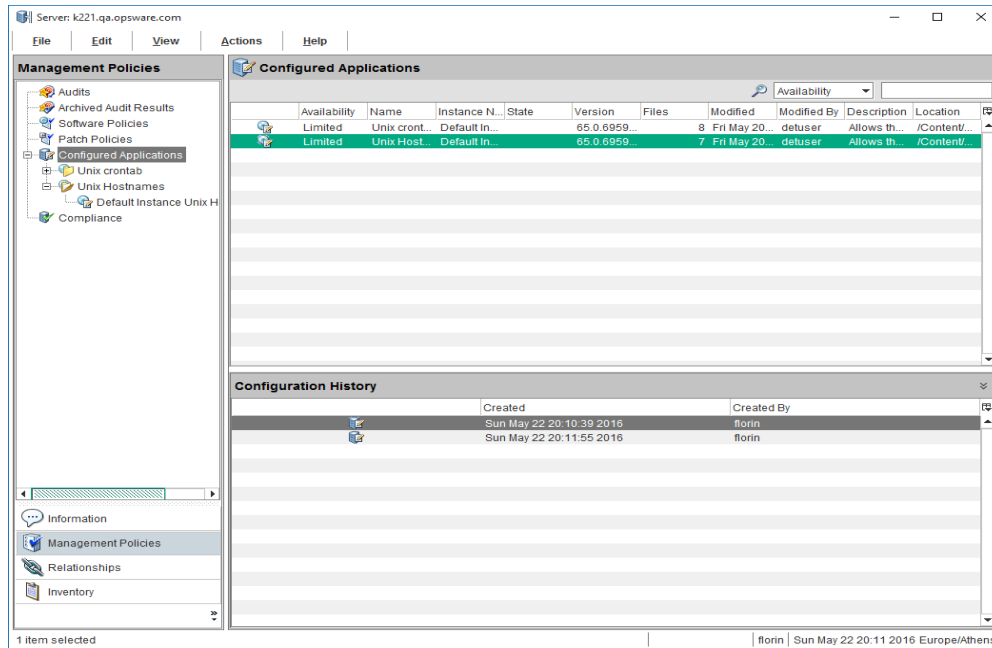 Server: k221.qa.opsware.com
File Edit View Actions Help
Management Policies
Audits
Archived Audit Results
Software Policies
Patch Policies
Configured Applications
Unix crontab
Unix Hostnames
Default Instance Unix H
Compliance
Information
Management Policies
Relationships
Inventory
Configured Applications
Availability
Availability Name Instance N... State Version Files Modified Modified By Description Location
Limited Unix cront... Default In... 65.0.6959... 8 Fri May 20... detuser Allows th... /Content/...
Limited Unix Host... Default In... 65.0.6959... 7 Fri May 20... detuser Allows th... /Content/...
Configuration History
Created Created By
Sun May 22 20:10:39 2016 florin
Sun May 22 20:11:55 2016 florin
1 item selected
florin Sun May 22 20:11 2016 Europe/Athens